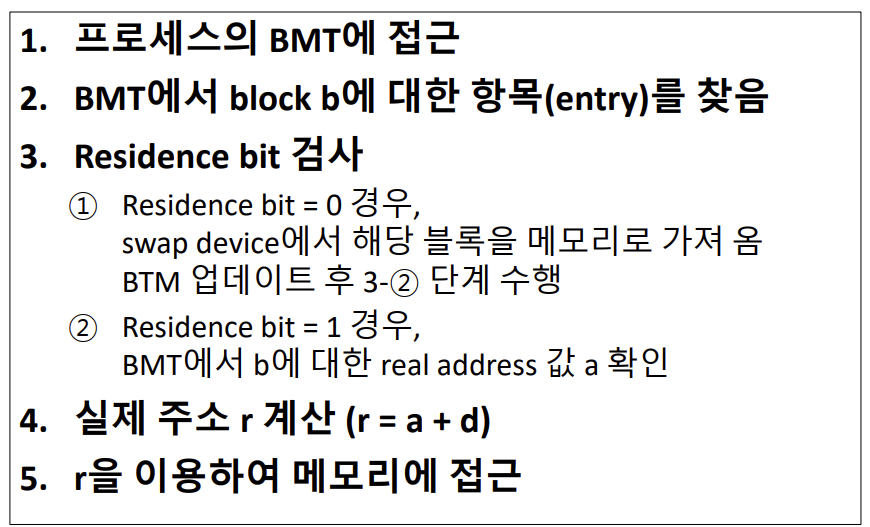 1. 프로세스의 BMT에 접근
2. BMT에서 block b에 대한 항목(entry)를 찾음
3. Residence bit 검사
① Residence bit = 0 경우,
swap device에서 해당 블록을 메모리로 가져 옴
BTM 업데이트 후 3-② 단계 수행
② Residence bit = 1 경우,
BMT에서 b에 대한 real address 값 a 확인
4. 실제 주소 r 계산 (r = a + d)
5. r을 이용하여 메모리에 접근